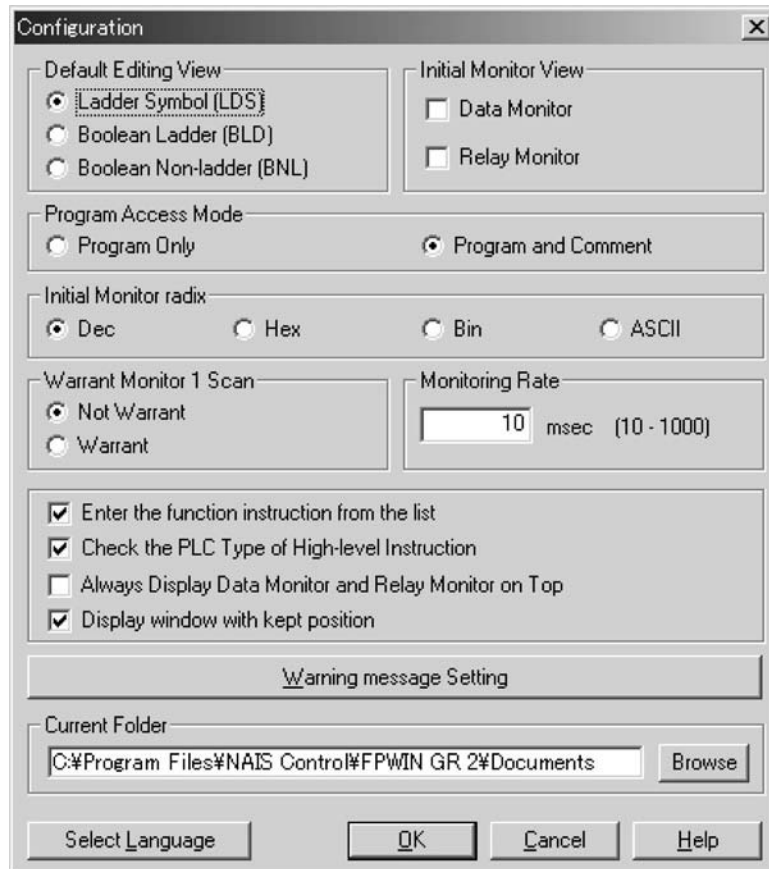 Configuration
Default Editing View
Ladder Symbol (LDS)
Boolean Ladder (BLD)
Boolean Non-ladder (BNL)
Initial Monitor View
Data Monitor
Relay Monitor
Program Access Mode
Program Only
Program and Comment
Initial Monitor radix
Dec
Hex
Bin
ASCII
Warrant Monitor 1 Scan
Not Warrant
Warrant
Monitoring Rate
10 msec (10 - 1000)
Enter the function instruction from the list
Check the PLC Type of High-level Instruction
Always Display Data Monitor and Relay Monitor on Top
Display window with kept position
Warning message Setting
Current Folder
C:¥Program Files¥NAIS Control¥FPWIN GR 2¥Documents
Browse
Select Language
OK
Cancel
Help